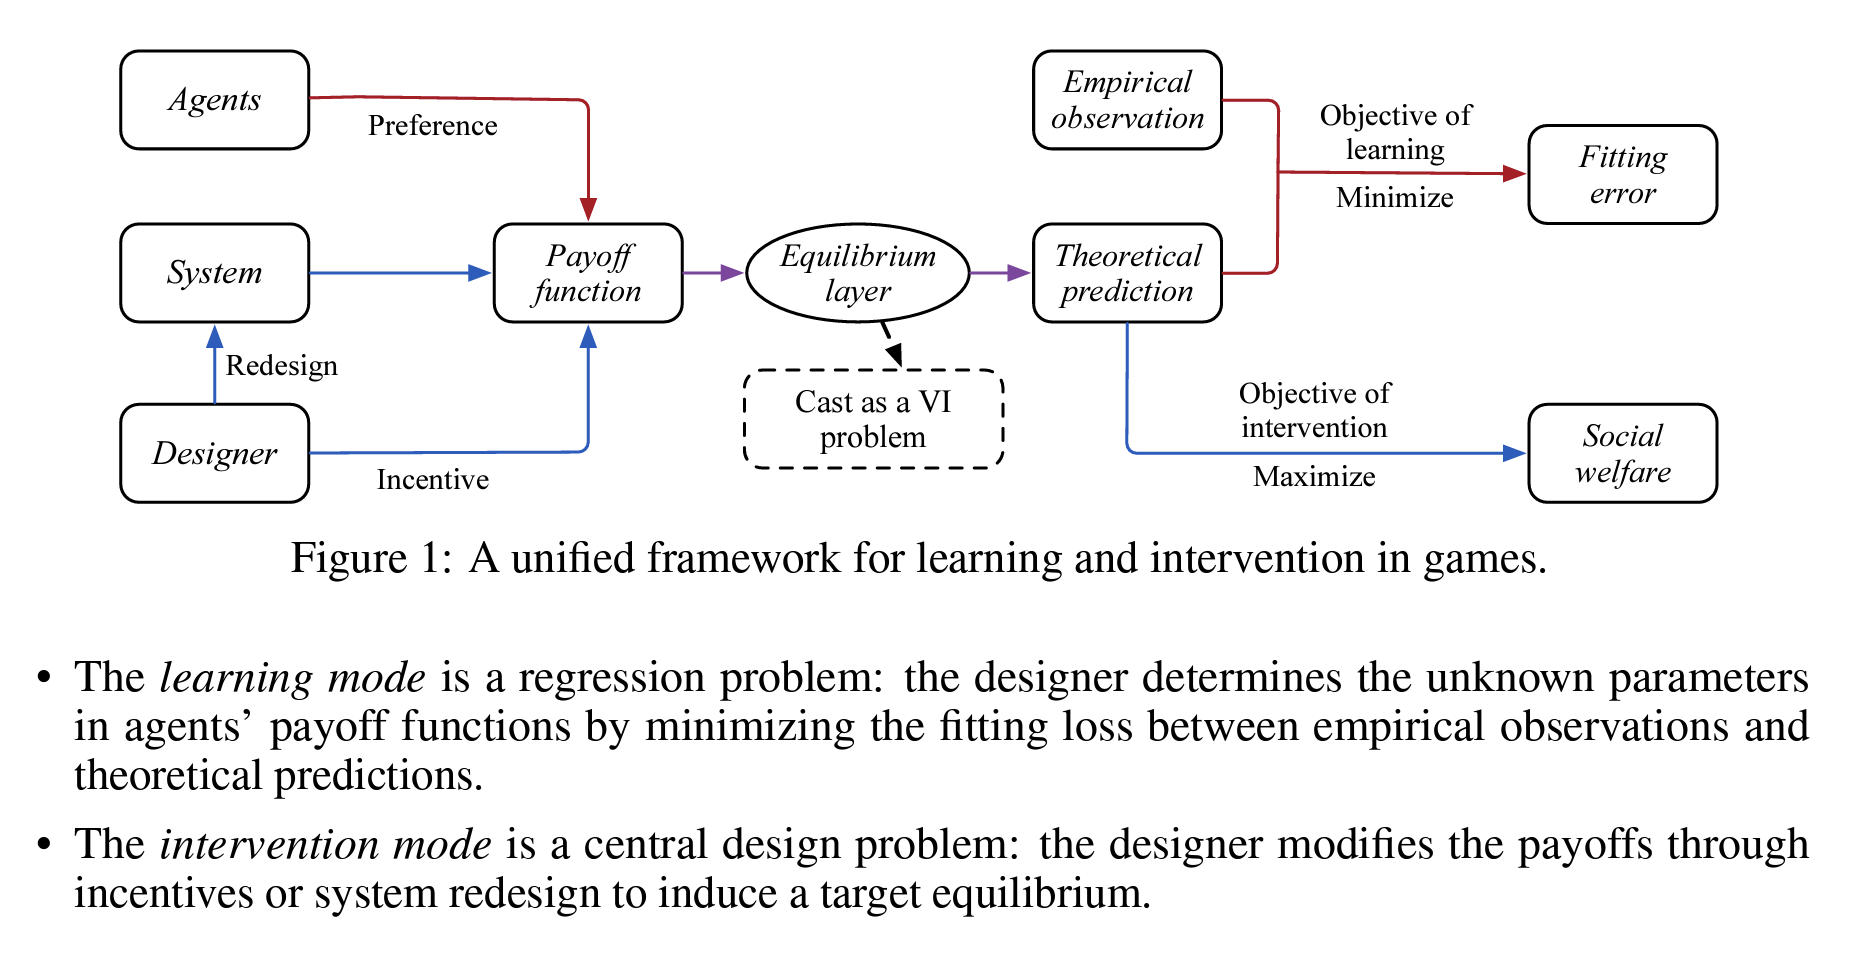 Agents
Preference
Empirical
observation
Objective of
learning
Minimize
Fitting
error
System
Payoff
function
Equilibrium
layer
Theoretical
prediction
Redesign
Cast as a VI
problem
Designer
Incentive
Objective of
intervention
Maximize
Social
welfare
Figure 1: A unified framework for learning and intervention in games.
• The learning mode is a regression problem: the designer determines the unknown parameters
in agents’ payoff functions by minimizing the fitting loss between empirical observations and
theoretical predictions.
• The intervention mode is a central design problem: the designer modifies the payoffs through
incentives or system redesign to induce a target equilibrium.